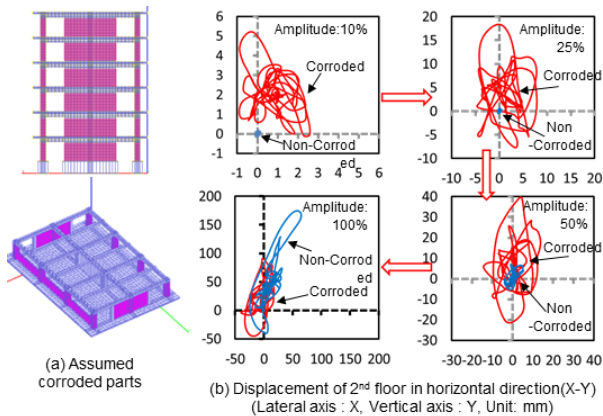 Amplitude:10%
Corroded
Non-Corrod
ed
6
5
4
3
2
1
0
-1
-1 0 1 2 3 4 5 6
Amplitude:
25%
Corroded
Non
-Corroded
20
15
10
5
0
-5
-10
-10 0 10 20
Amplitude:
100%
Non-Corrod
ed
Corroded
200
150
100
50
0
-50
-50 0 50 100 150 200
Amplitude:
50%
Corroded
Non
-Corroded
40
30
20
10
0
-10
-20
-30
-30 -20 -10 0 10 20 30 40
(a) Assumed
corroded parts
(b) Displacement of 2nd floor in horizontal direction(X-Y)
(Lateral axis : X, Vertical axis : Y, Unit: mm)